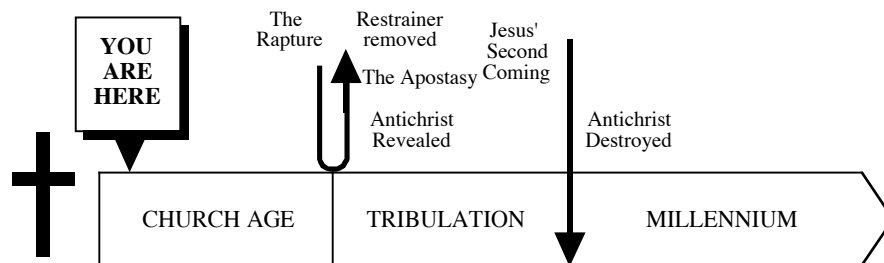 YOU
ARE
HERE
The
Rapture
Restrainer
removed
The Apostasy
Antichrist
Revealed
Jesus'
Second
Coming
Antichrist
Destroyed
CHURCH AGE
TRIBULATION
MILLENNIUM